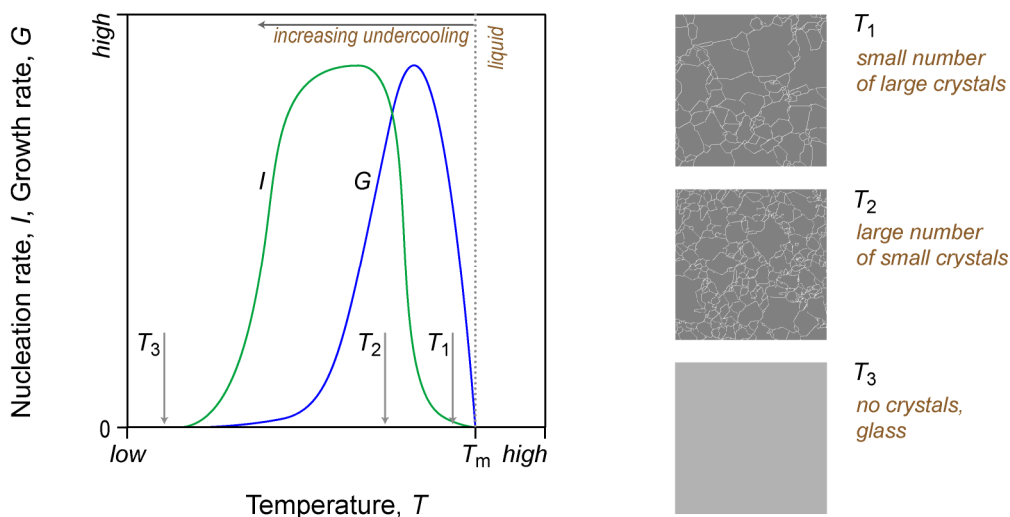 Nucleation rate, I, Growth rate, G
high
0
increasing undercooling
liquid
I
G
T3
T2
T1
low
Tm
high
Temperature, T
T1
small number
of large crystals
T2
large number
of small crystals
T3
no crystals,
glass